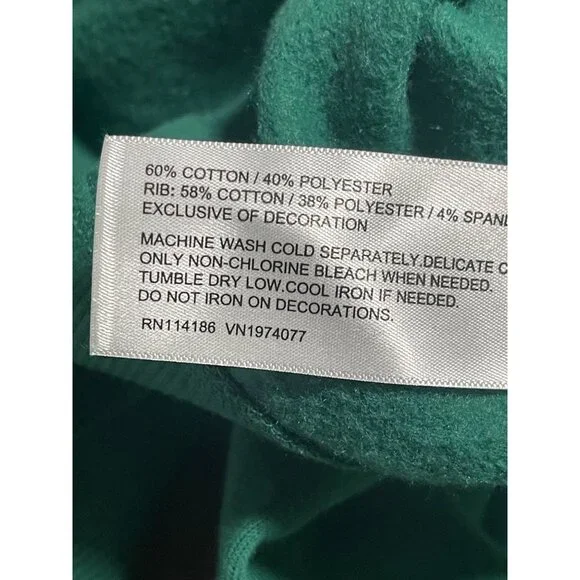 60% COTTON / 40% POLYESTER
RIB: 58% COTTON / 38% POLYESTER / 4% SPAN
EXCLUSIVE OF DECORATION
MACHINE WASH COLD SEPARATELY.DELICATE C
ONLY NON-CHLORINE BLEACH WHEN NEEDED.
TUMBLE DRY LOW.COOL IRON IF NEEDED.
DO NOT IRON ON DECORATIONS.
RN114186 VN1974077